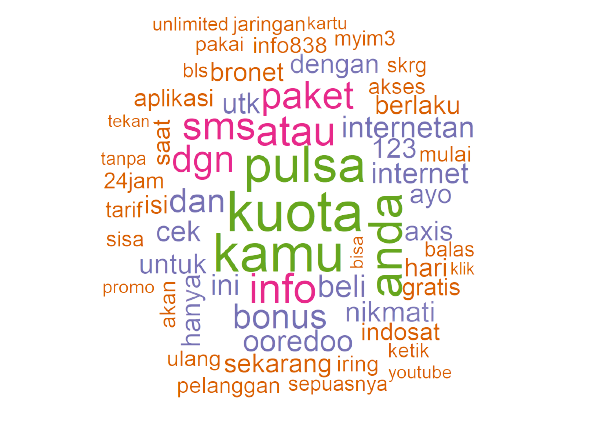 unlimited jaringan kartu
pakai info838 myim3
bls bronet dengan skrg
aplikasi utk paket akses berlaku
tekan saat sms atau internetan
tanpa dgn pulsa 123 mulai
24jam internet
tarif isi dan kuota anda ayo
sisa cek kamu bisa axis
untuk balas
promo akan hanya ini info beli hari klik
gratis
bonus nikmati
ooredoo indosat
ulang sekarang iring ketik
pelanggan sepuasnya youtube